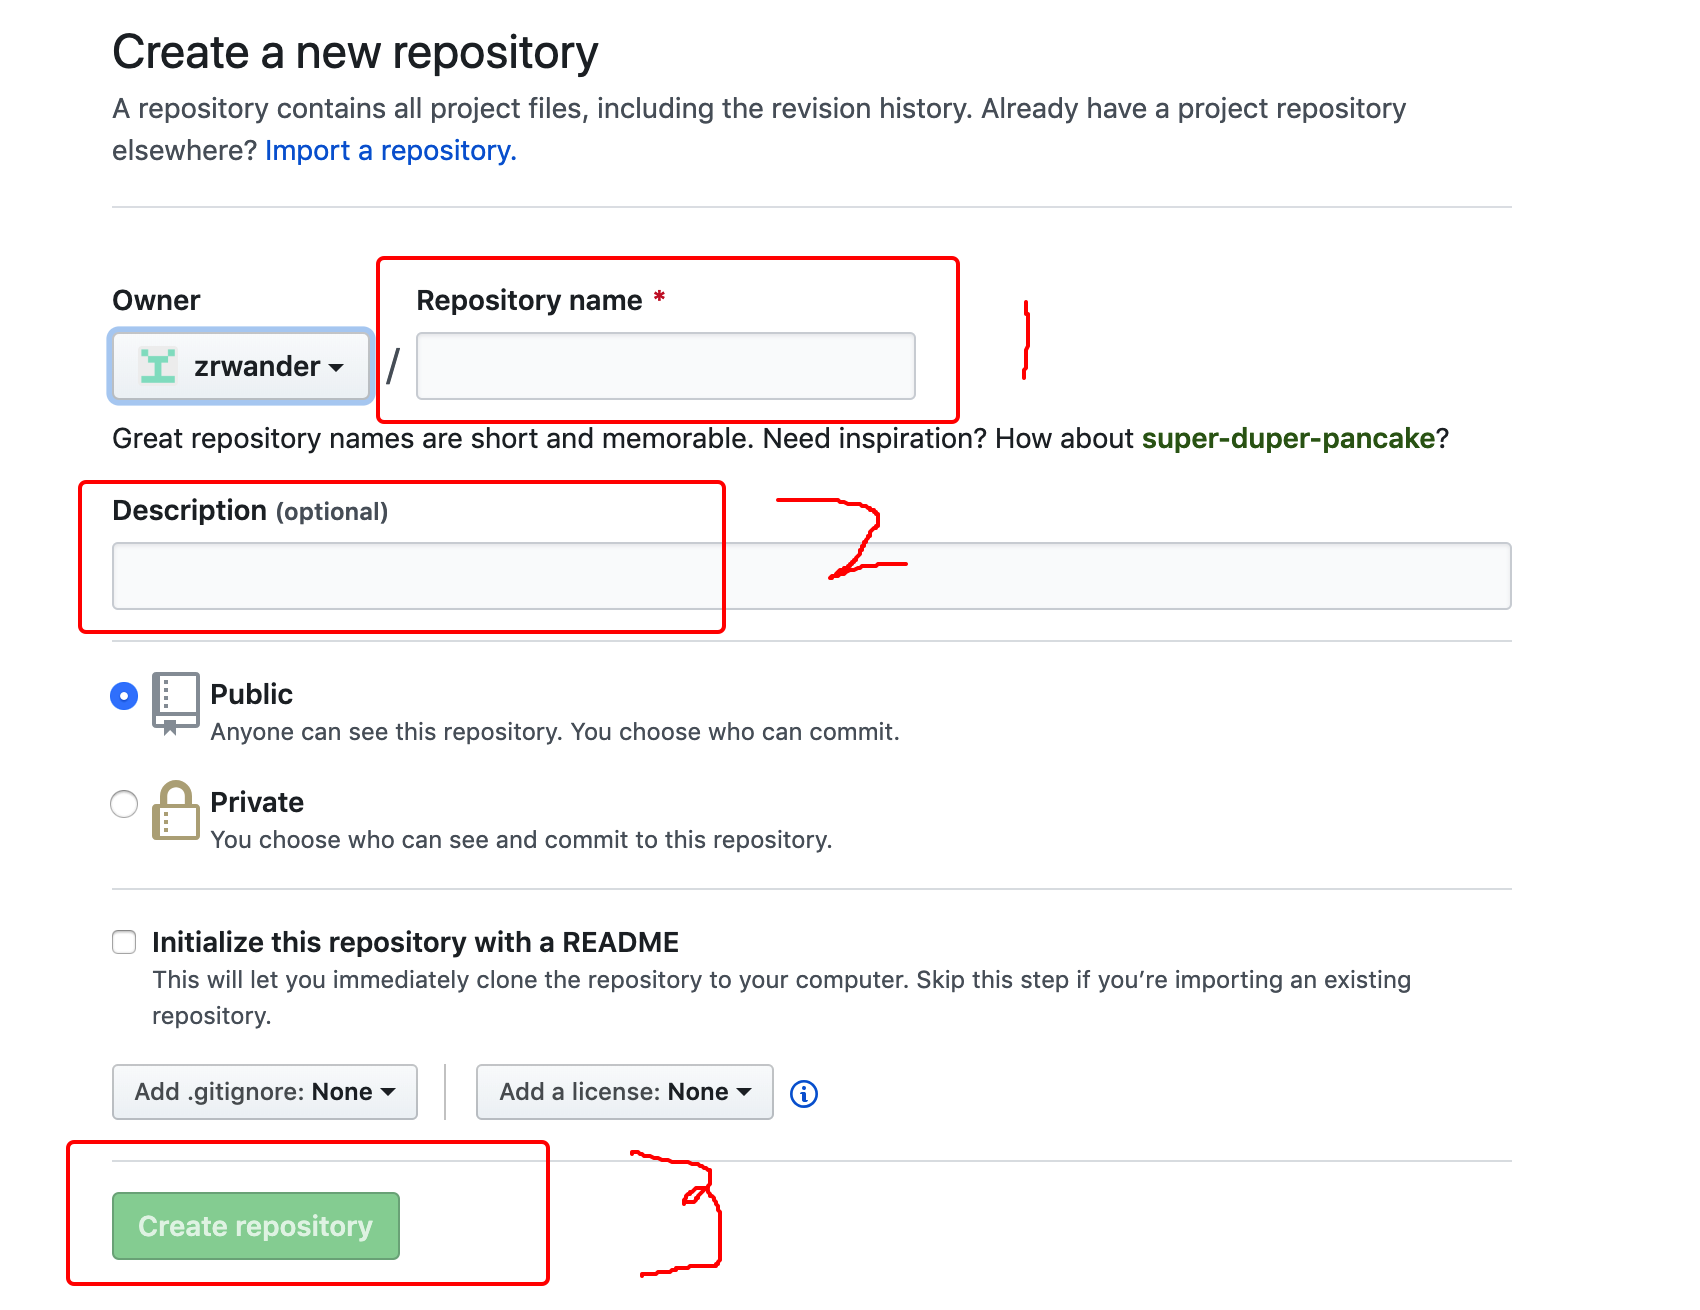 Create a new repository
A repository contains all project files, including the revision history. Already have a project repository
elsewhere? Import a repository.
Owner
Repository name *
zrwander
/
1
Great repository names are short and memorable. Need inspiration? How about super-duper-pancake?
Description (optional)
2
Public
Anyone can see this repository. You choose who can commit.
Private
You choose who can see and commit to this repository.
Initialize this repository with a README
This will let you immediately clone the repository to your computer. Skip this step if you’re importing an existing
repository.
Add .gitignore: None
Add a license: None
Create repository
3